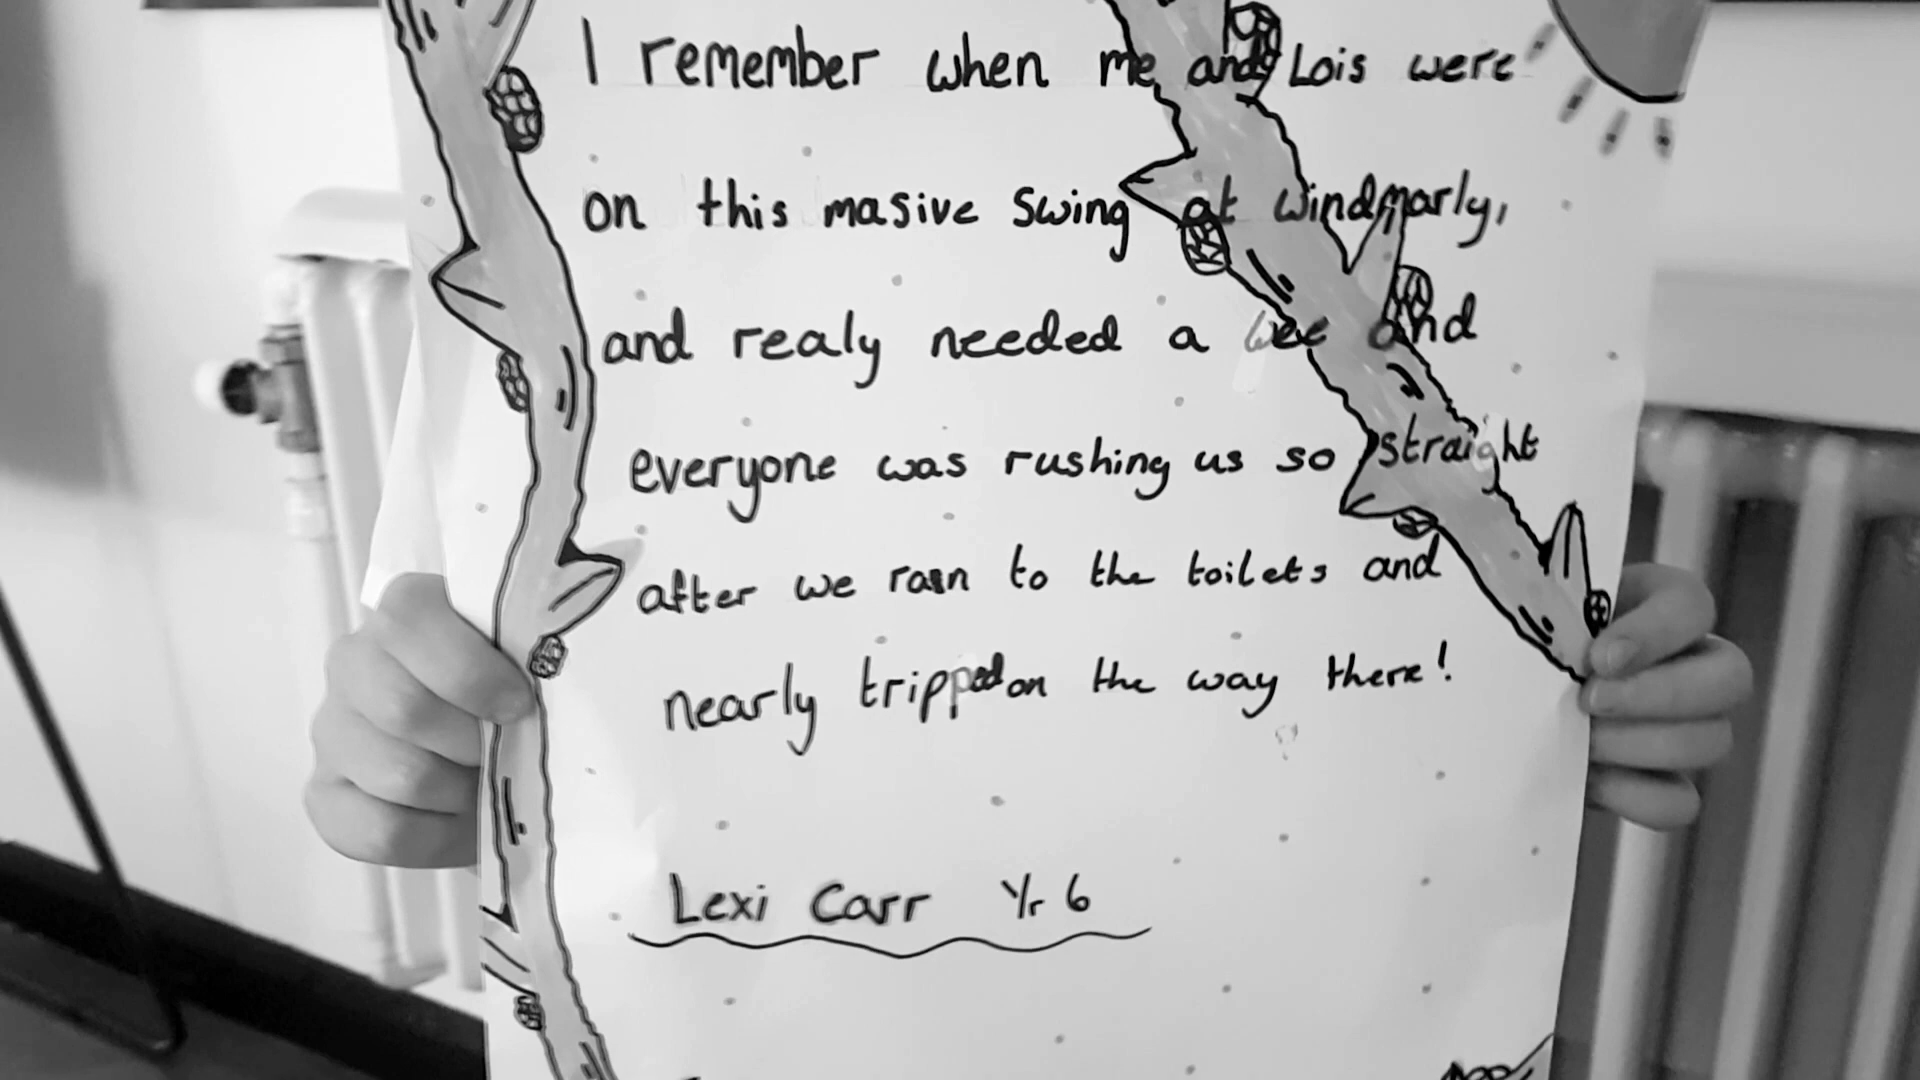 I remember when me and Lois were
on this masive swing at windmarly,
and realy needed a wee and
everyone was rushing us so straight
after we ran to the toilets and
nearly tripped on the way there!
Lexi Carr Yr 6